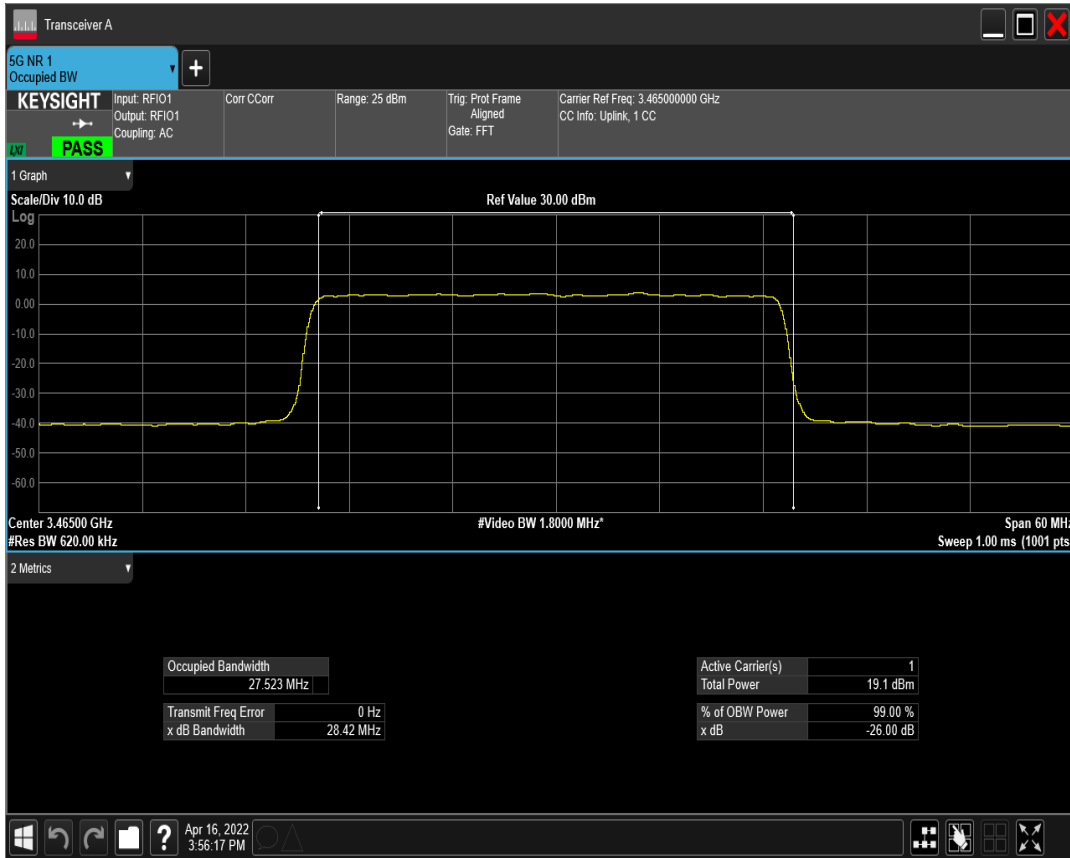 Transceiver A
5G NR 1
Occupied BW
KEYSIGHT
LXI
PASS
Input: RFIO1
Output: RFIO1
Coupling: AC
Corr CCorr
Range: 25 dBm
Trig: Prot Frame
Aligned
Gate: FFT
Carrier Ref Freq: 3.465000000 GHz
CC Info: Uplink, 1 CC
1 Graph
Scale/Div 10.0 dB
Ref Value 30.00 dBm
Log
20.0
10.0
0.00
-10.0
-20.0
-30.0
-40.0
-50.0
-60.0
Center 3.46500 GHz
#Video BW 1.8000 MHz*
Span 60 MHz
#Res BW 620.00 kHz
Sweep 1.00 ms (1001 pts
2 Metrics
Occupied Bandwidth
27.523 MHz
Transmit Freq Error 0 Hz
x dB Bandwidth 28.42 MHz
Active Carrier(s) 1
Total Power 19.1 dBm
% of OBW Power 99.00 %
x dB -26.00 dB
?
Apr 16, 2022
3:56:17 PM